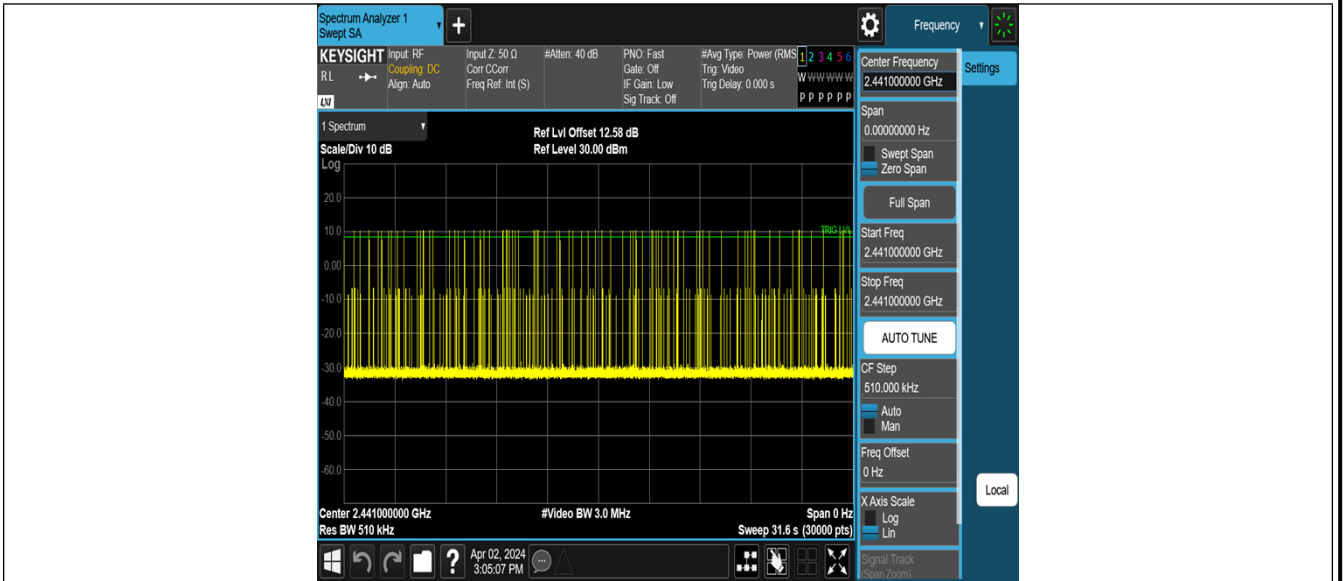 Spectrum Analyzer 1
Swept SA
+
Frequency
KEYSIGHT
RL
LXI
Input: RF
Coupling: DC
Align: Auto
Input Z: 50 Ω
Corr CCorr
Freq Ref: Int (S)
#Atten: 40 dB
PNO: Fast
Gate: Off
IF Gain: Low
Sig Track: Off
#Avg Type: Power (RMS
Trig: Video
Trig Delay: 0.000 s
1 2 3 4 5 6
W W W W W W
P P P P P P
1 Spectrum
Scale/Div 10 dB
Log
Ref Lvl Offset 12.58 dB
Ref Level 30.00 dBm
TRIG LVL
20.0
10.0
0.00
-10.0
-20.0
-30.0
-40.0
-50.0
-60.0
Center 2.441000000 GHz
Res BW 510 kHz
#Video BW 3.0 MHz
Span 0 Hz
Sweep 31.6 s (30000 pts)
Center Frequency
2.441000000 GHz
Settings
Span
0.00000000 Hz
Swept Span
Zero Span
Full Span
Start Freq
2.441000000 GHz
Stop Freq
2.441000000 GHz
AUTO TUNE
CF Step
510.000 kHz
Auto
Man
Freq Offset
0 Hz
X Axis Scale
Log
Lin
Local
Signal Track
(Span Zoom)
?
Apr 02, 2024
3:05:07 PM